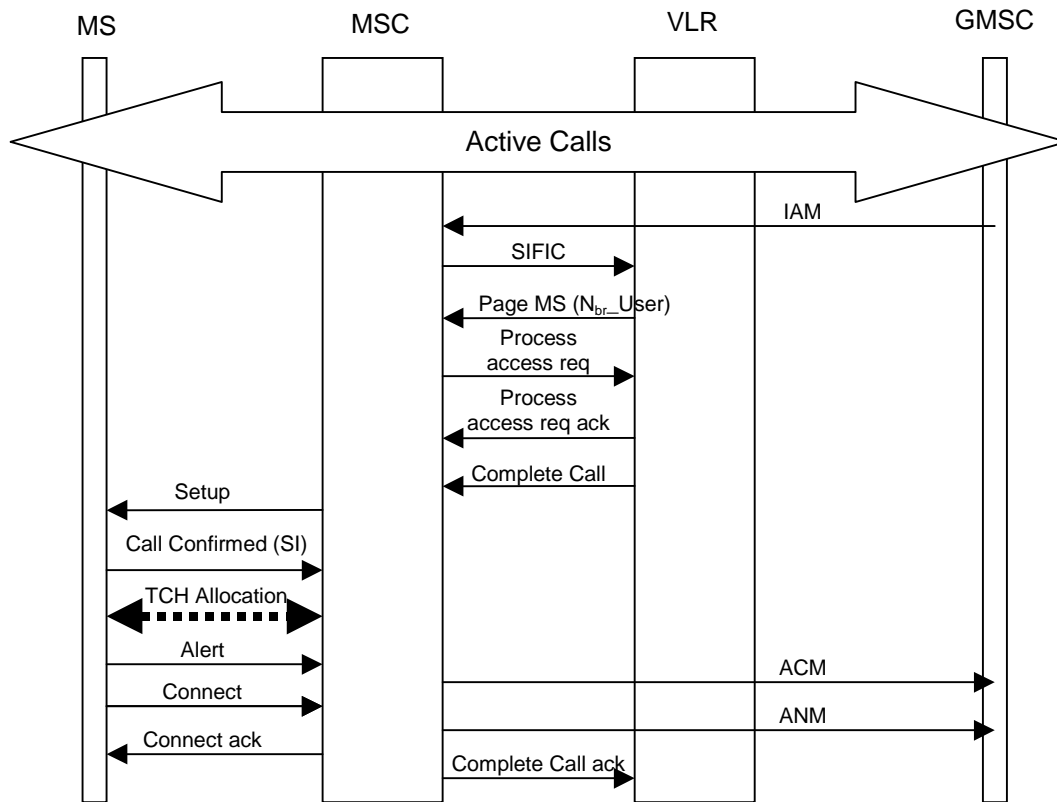 MS
MSC
VLR
GMSC
Active Calls
IAM
SIFIC
Page MS (Nbr_User)
Process
access req
Process
access req ack
Complete Call
Setup
Call Confirmed (SI)
TCH Allocation
Alert
ACM
Connect
ANM
Connect ack
Complete Call ack